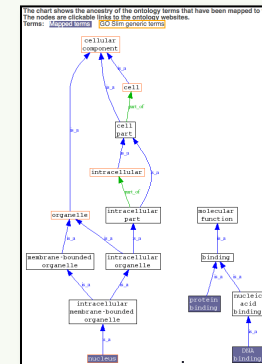 The chart shows the ancestry of the ontology terms that have been mapped to
The nodes are clickable links to the ontology websites.
Terms: Mapped terms GO Slim generic terms
cellular
component
is_a
is_a
cell
part_of
is_a
cell
part
is_a
is_a
intracellular
part_of
organelle
intracellular
part
molecular
function
is_a
is_a
is_a
is_a
membrane-bounded
organelle
intracellular
organelle
binding
is_a
is_a
is_a
is_a
intracellular
membrane-bounded
organelle
protein
binding
nucleic
acid
binding
is_a
is_a
nucleus
DNA
binding